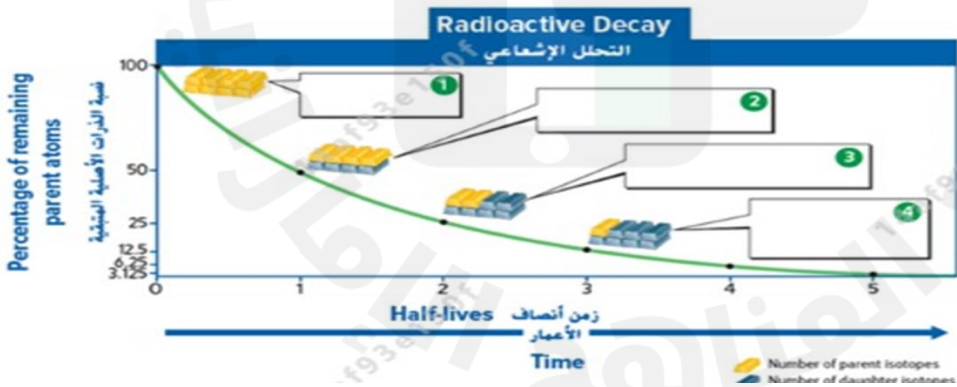 Radioactive Decay
التحلل الإشعاعي
Percentage of remaining
parent atoms
نسبة الذرات الأصلية المتبقية
100
50
25
12.5
6.25
3.125
1
2
3
4
0 1 2 3 4 5
Half-lives زمن أنصاف
الأعمار
Time
Number of parent isotopes
Number of daughter isotopes